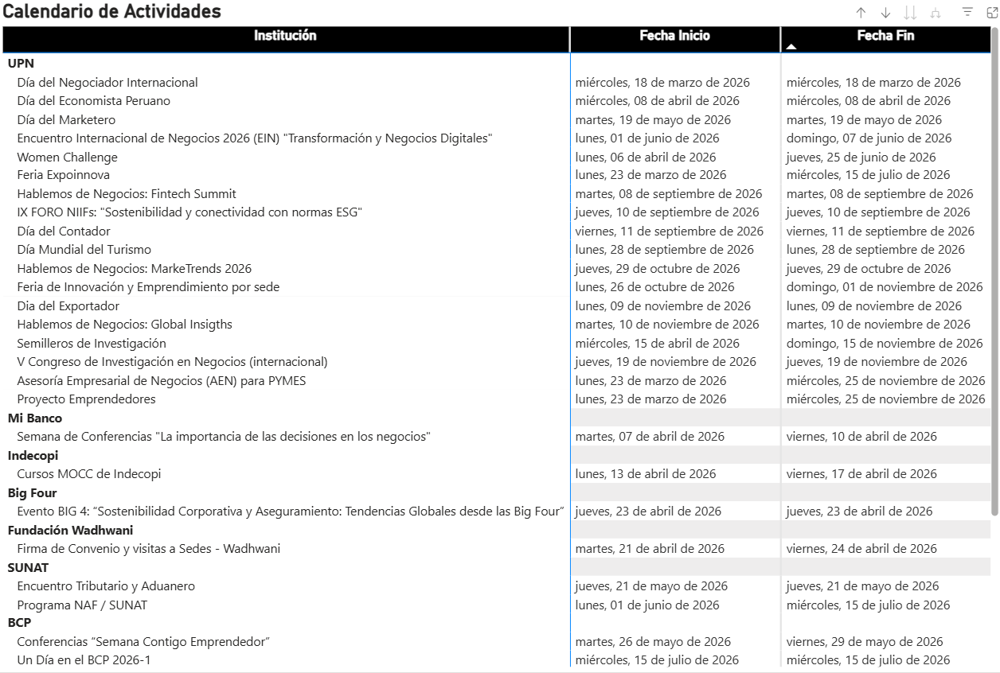 Calendario de Actividades
Institución Fecha Inicio Fecha Fin
UPN
Día del Negociador Internacional miércoles, 18 de marzo de 2026 miércoles, 18 de marzo de 2026
Día del Economista Peruano miércoles, 08 de abril de 2026 miércoles, 08 de abril de 2026
Día del Marketero martes, 19 de mayo de 2026 martes, 19 de mayo de 2026
Encuentro Internacional de Negocios 2026 (EIN) "Transformación y Negocios Digitales" lunes, 01 de junio de 2026 domingo, 07 de junio de 2026
Women Challenge lunes, 06 de abril de 2026 jueves, 25 de junio de 2026
Feria Expoinnova lunes, 23 de marzo de 2026 miércoles, 15 de julio de 2026
Hablemos de Negocios: Fintech Summit martes, 08 de septiembre de 2026 martes, 08 de septiembre de 2026
IX FORO NIIFs: "Sostenibilidad y conectividad con normas ESG" jueves, 10 de septiembre de 2026 jueves, 10 de septiembre de 2026
Día del Contador viernes, 11 de septiembre de 2026 viernes, 11 de septiembre de 2026
Día Mundial del Turismo lunes, 28 de septiembre de 2026 lunes, 28 de septiembre de 2026
Hablemos de Negocios: MarkeTrends 2026 jueves, 29 de octubre de 2026 jueves, 29 de octubre de 2026
Feria de Innovación y Emprendimiento por sede lunes, 26 de octubre de 2026 domingo, 01 de noviembre de 2026
Dia del Exportador lunes, 09 de noviembre de 2026 lunes, 09 de noviembre de 2026
Hablemos de Negocios: Global Insigths martes, 10 de noviembre de 2026 martes, 10 de noviembre de 2026
Semilleros de Investigación miércoles, 15 de abril de 2026 domingo, 15 de noviembre de 2026
V Congreso de Investigación en Negocios (internacional) jueves, 19 de noviembre de 2026 jueves, 19 de noviembre de 2026
Asesoría Empresarial de Negocios (AEN) para PYMES lunes, 23 de marzo de 2026 miércoles, 25 de noviembre de 2026
Proyecto Emprendedores lunes, 23 de marzo de 2026 miércoles, 25 de noviembre de 2026
Mi Banco
Semana de Conferencias "La importancia de las decisiones en los negocios" martes, 07 de abril de 2026 viernes, 10 de abril de 2026
Indecopi
Cursos MOCC de Indecopi lunes, 13 de abril de 2026 viernes, 17 de abril de 2026
Big Four
Evento BIG 4: “Sostenibilidad Corporativa y Aseguramiento: Tendencias Globales desde las Big Four” jueves, 23 de abril de 2026 jueves, 23 de abril de 2026
Fundación Wadhwani
Firma de Convenio y visitas a Sedes - Wadhwani martes, 21 de abril de 2026 viernes, 24 de abril de 2026
SUNAT
Encuentro Tributario y Aduanero jueves, 21 de mayo de 2026 jueves, 21 de mayo de 2026
Programa NAF / SUNAT lunes, 01 de junio de 2026 miércoles, 15 de julio de 2026
BCP
Conferencias “Semana Contigo Emprendedor” martes, 26 de mayo de 2026 viernes, 29 de mayo de 2026
Un Día en el BCP 2026-1 miércoles, 15 de julio de 2026 miércoles, 15 de julio de 2026